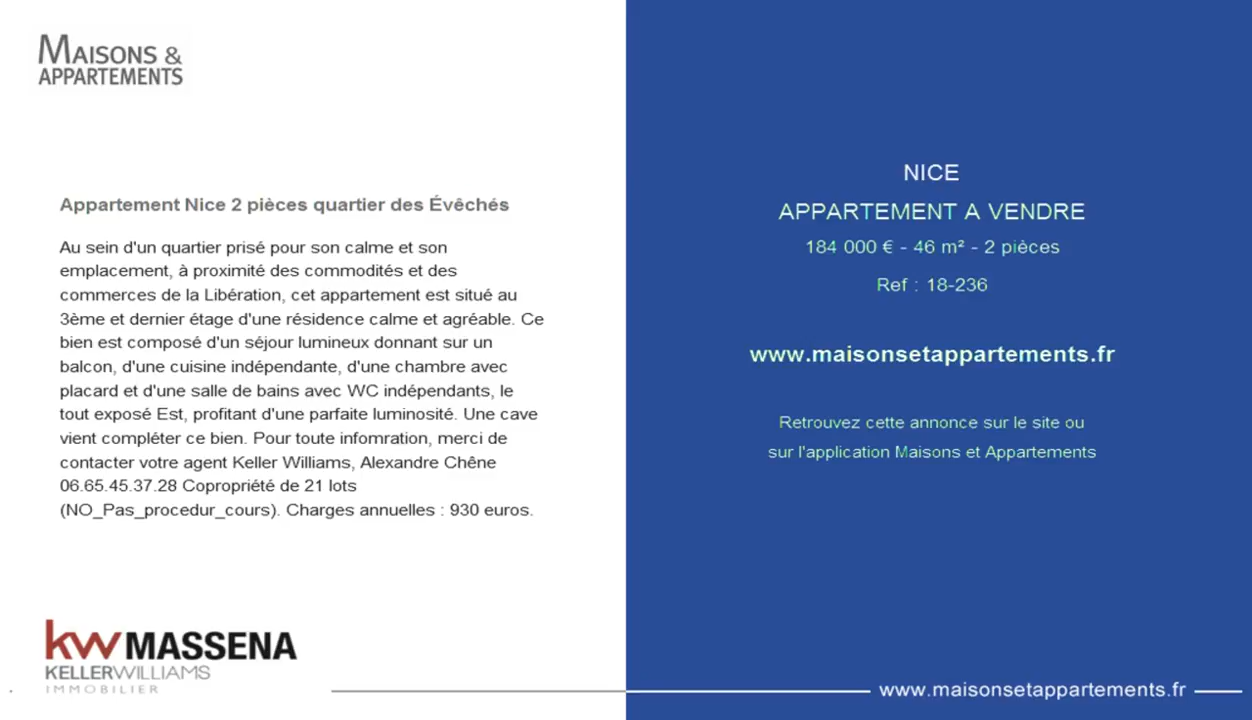 MAISONS &
APPARTEMENTS
Appartement Nice 2 pièces quartier des Évêchés
Au sein d'un quartier prisé pour son calme et son
emplacement, à proximité des commodités et des
commerces de la Libération, cet appartement est situé au
3ème et dernier étage d'une résidence calme et agréable. Ce
bien est composé d'un séjour lumineux donnant sur un
balcon, d'une cuisine indépendante, d'une chambre avec
placard et d'une salle de bains avec WC indépendants, le
tout exposé Est, profitant d'une parfaite luminosité. Une cave
vient compléter ce bien. Pour toute infomration, merci de
contacter votre agent Keller Williams, Alexandre Chêne
06.65.45.37.28 Copropriété de 21 lots
(NO_Pas_procedur_cours). Charges annuelles : 930 euros.
kw MASSENA
KELLERWILLIAMS
IMMOBILIER
NICE
APPARTEMENT A VENDRE
184 000 € - 46 m² - 2 pièces
Ref : 18-236
www.maisonsetappartements.fr
Retrouvez cette annonce sur le site ou
sur l'application Maisons et Appartements
www.maisonsetappartements.fr